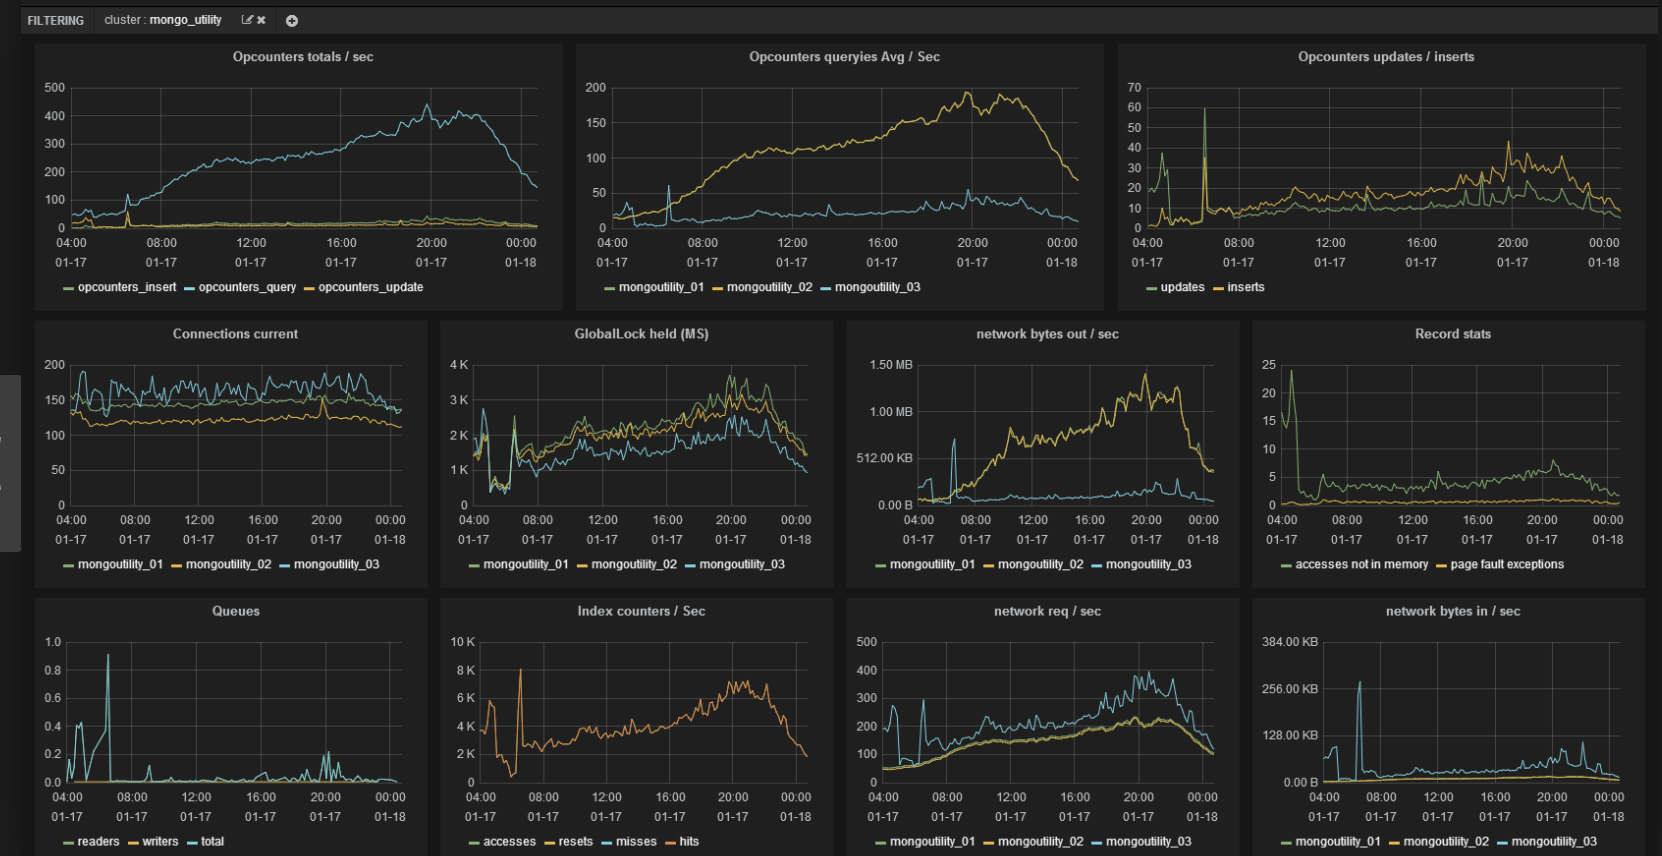 FILTERING cluster : mongo_utility
Opcounters totals / sec
500
400
300
200
100
0
04:00 08:00 12:00 16:00 20:00 00:00
01-17 01-17 01-17 01-17 01-17 01-18
opcounters_insert opcounters_query opcounters_update
Opcounters queryies Avg / Sec
200
150
100
50
0
04:00 08:00 12:00 16:00 20:00 00:00
01-17 01-17 01-17 01-17 01-17 01-18
mongoutility_01 mongoutility_02 mongoutility_03
Opcounters updates / inserts
70
60
50
40
30
20
10
0
04:00 08:00 12:00 16:00 20:00 00:00
01-17 01-17 01-17 01-17 01-17 01-18
updates inserts
Connections current
200
150
100
50
0
04:00 08:00 12:00 16:00 20:00 00:00
01-17 01-17 01-17 01-17 01-17 01-18
mongoutility_01 mongoutility_02 mongoutility_03
GlobalLock held (MS)
4 K
3 K
2 K
1 K
0
04:00 08:00 12:00 16:00 20:00 00:00
01-17 01-17 01-17 01-17 01-17 01-18
mongoutility_01 mongoutility_02 mongoutility_03
network bytes out / sec
1.50 MB
1.00 MB
512.00 KB
0.00 B
04:00 08:00 12:00 16:00 20:00 00:00
01-17 01-17 01-17 01-17 01-17 01-18
mongoutility_01 mongoutility_02 mongoutility_03
Record stats
25
20
15
10
5
0
04:00 08:00 12:00 16:00 20:00 00:00
01-17 01-17 01-17 01-17 01-17 01-18
accesses not in memory page fault exceptions
Queues
1.0
0.8
0.6
0.4
0.2
0.0
04:00 08:00 12:00 16:00 20:00 00:00
01-17 01-17 01-17 01-17 01-17 01-18
readers writers total
Index counters / Sec
10 K
8 K
6 K
4 K
2 K
0
04:00 08:00 12:00 16:00 20:00 00:00
01-17 01-17 01-17 01-17 01-17 01-18
accesses resets misses hits
network req / sec
500
400
300
200
100
0
04:00 08:00 12:00 16:00 20:00 00:00
01-17 01-17 01-17 01-17 01-17 01-18
mongoutility_01 mongoutility_02 mongoutility_03
network bytes in / sec
384.00 KB
256.00 KB
128.00 KB
0.00 B
04:00 08:00 12:00 16:00 20:00 00:00
01-17 01-17 01-17 01-17 01-17 01-18
mongoutility_01 mongoutility_02 mongoutility_03